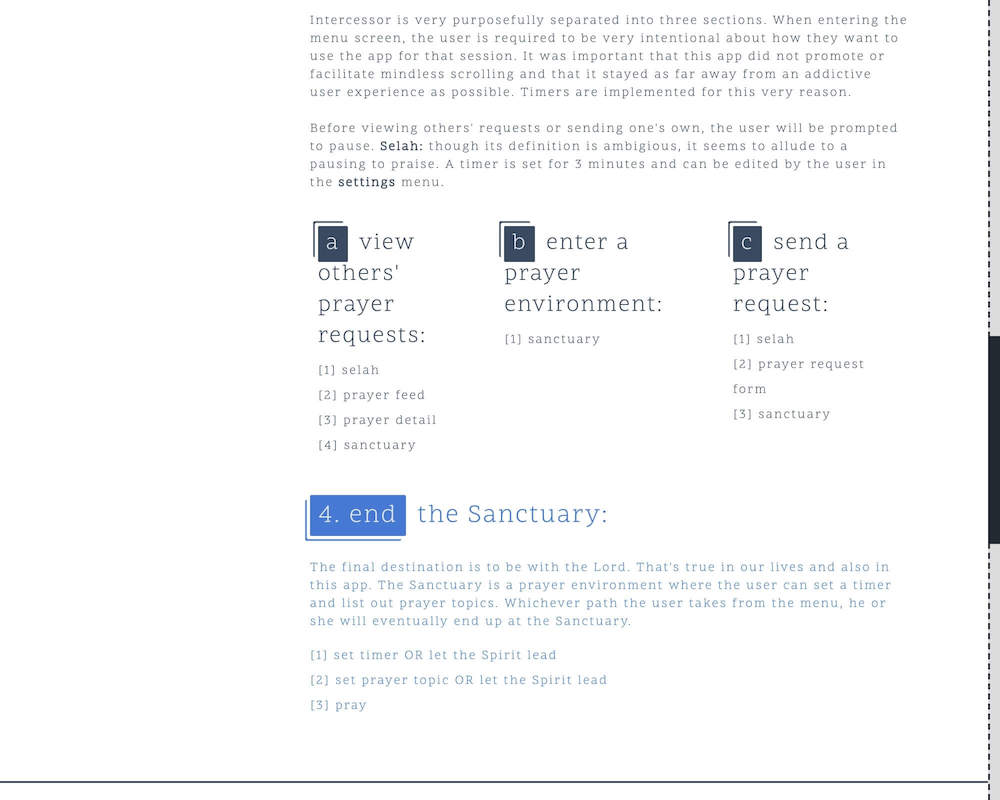 Intercessor is very purposefully separated into three sections. When entering the
menu screen, the user is required to be very intentional about how they want to
use the app for that session. It was important that this app did not promote or
facilitate mindless scrolling and that it stayed as far away from an addictive
user experience as possible. Timers are implemented for this very reason.
Before viewing others' requests or sending one's own, the user will be prompted
to pause. Selah: though its definition is ambigious, it seems to allude to a
pausing to praise. A timer is set for 3 minutes and can be edited by the user in
the settings menu.
a view
others'
prayer
requests:
[1] selah
[2] prayer feed
[3] prayer detail
[4] sanctuary
b enter a
prayer
environment:
[1] sanctuary
c send a
prayer
request:
[1] selah
[2] prayer request
form
[3] sanctuary
4. end the Sanctuary:
The final destination is to be with the Lord. That's true in our lives and also in
this app. The Sanctuary is a prayer environment where the user can set a timer
and list out prayer topics. Whichever path the user takes from the menu, he or
she will eventually end up at the Sanctuary.
[1] set timer OR let the Spirit lead
[2] set prayer topic OR let the Spirit lead
[3] pray